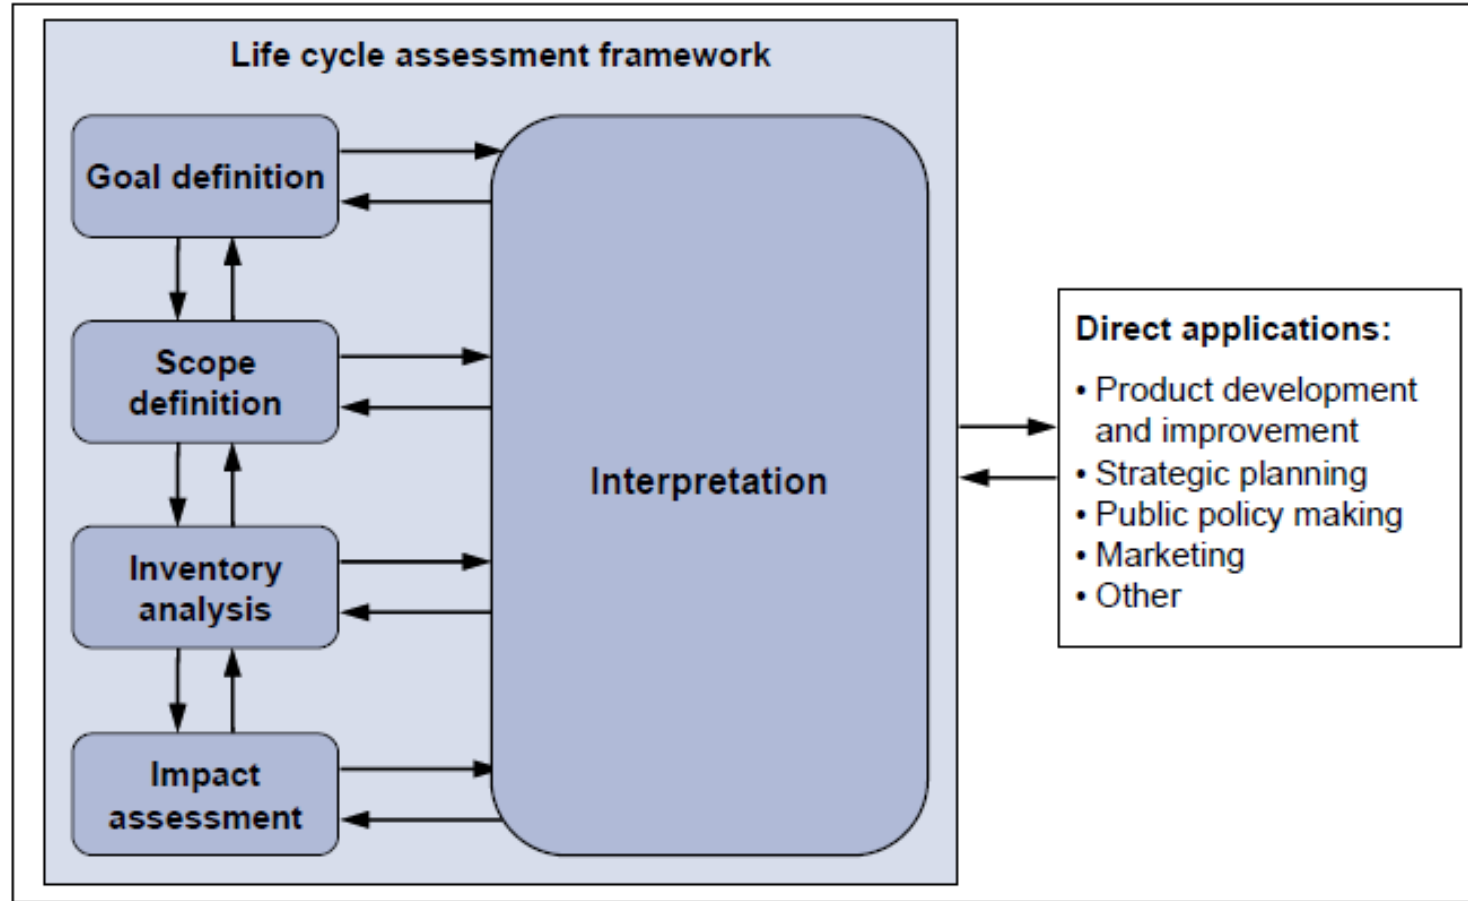 Life cycle assessment framework
Goal definition
Scope
definition
Inventory
analysis
Impact
assessment
Interpretation
Direct applications:
• Product development
and improvement
• Strategic planning
• Public policy making
• Marketing
• Other